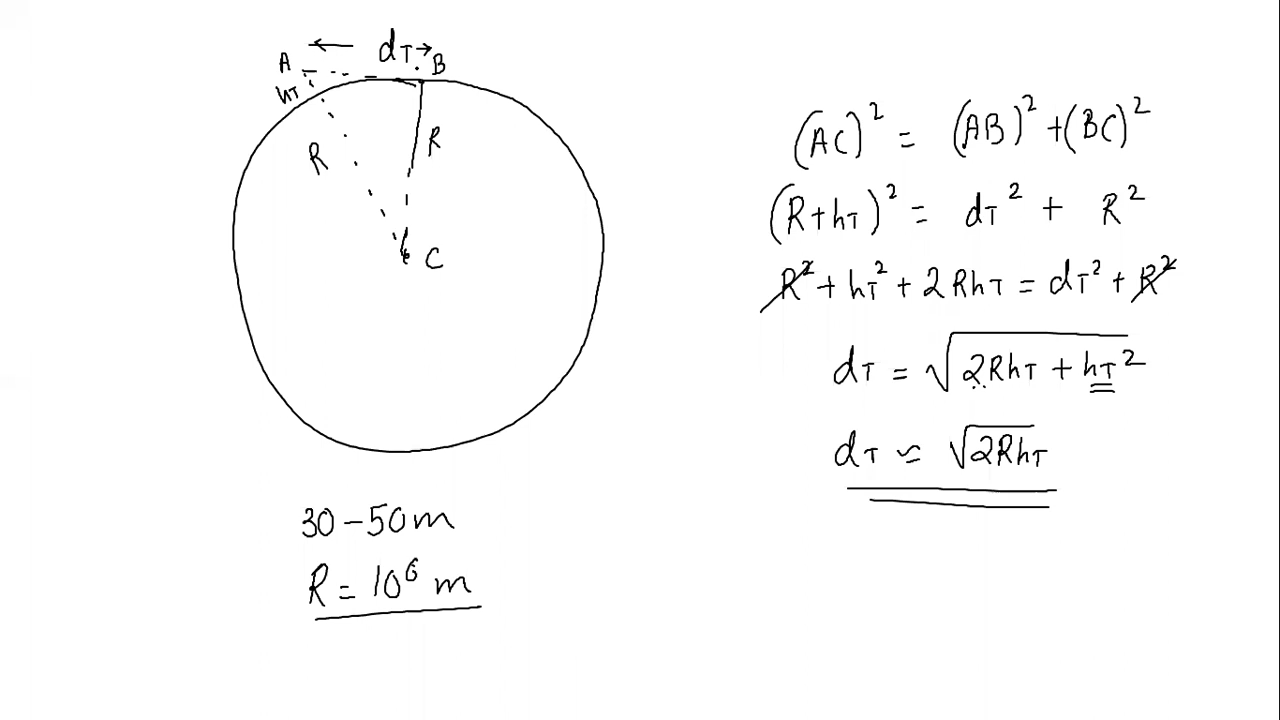 ← dT →
A
B
hT
R
R
C
30-50m
R = 10⁶ m
(AC)² = (AB)² + (BC)²
(R+hT)² = dT² + R²
R² + hT² + 2RhT = dT² + R²
dT = √2RhT + hT²
dT ≃ √2RhT